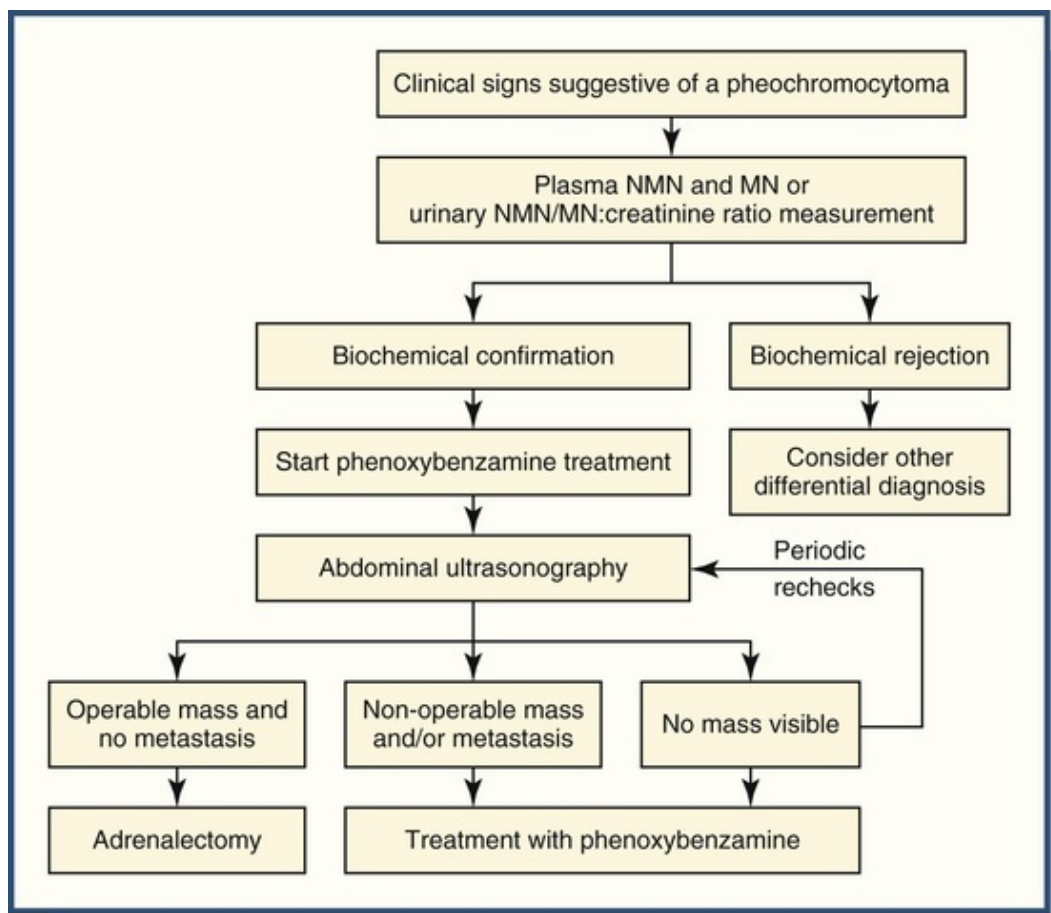 Clinical signs suggestive of a pheochromocytoma
Plasma NMN and MN or
urinary NMN/MN:creatinine ratio measurement
Biochemical confirmation
Biochemical rejection
Start phenoxybenzamine treatment
Consider other
differential diagnosis
Abdominal ultrasonography
Periodic
rechecks
Operable mass and
no metastasis
Non-operable mass
and/or metastasis
No mass visible
Adrenalectomy
Treatment with phenoxybenzamine